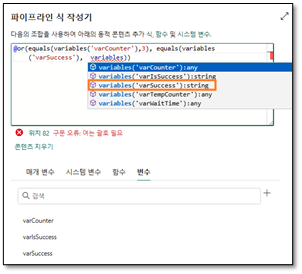 파이프라인 식 작성기
다음의 조합을 사용하여 아래의 동적 콘텐츠 추가 식, 함수 및 시스템 변수.
@or(equals(variables('varCounter'),3), equals(variables
('varSuccess'), variables))
variables('varCounter'):any
variables('varIsSuccess'):string
variables('varSuccess'):string
variables('varTempCounter'):any
variables('varWaitTime'):any
위치 82 구문 오류: 여는 괄호 필요
콘텐츠 지우기
매개 변수 시스템 변수 함수 변수
검색
varCounter
varIsSuccess
varSuccess